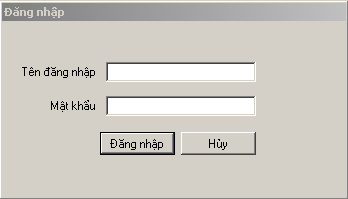 Đăng nhập
Tên đăng nhập
Mật khẩu
Đăng nhập Hủy